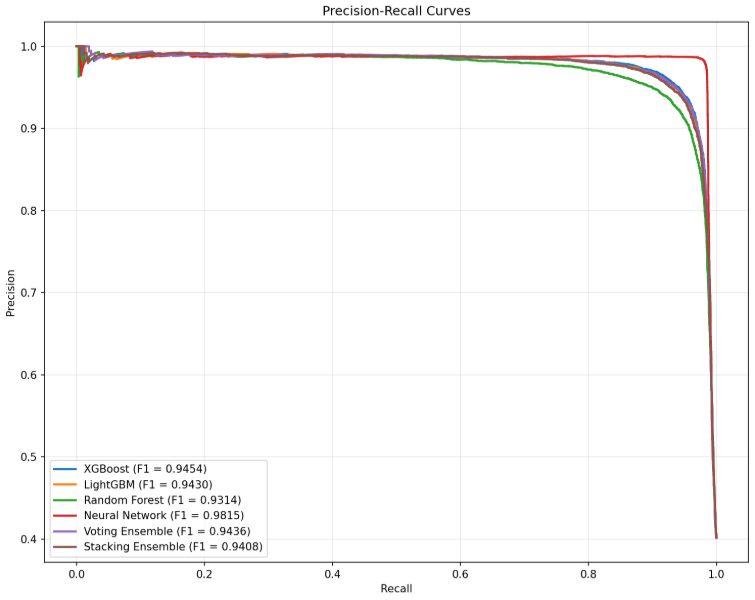 Precision-Recall Curves
1.0
0.9
0.8
0.7
0.6
0.5
0.4
Precision
XGBoost (F1 = 0.9454)
LightGBM (F1 = 0.9430)
Random Forest (F1 = 0.9314)
Neural Network (F1 = 0.9815)
Voting Ensemble (F1 = 0.9436)
Stacking Ensemble (F1 = 0.9408)
0.0 0.2 0.4 0.6 0.8 1.0
Recall